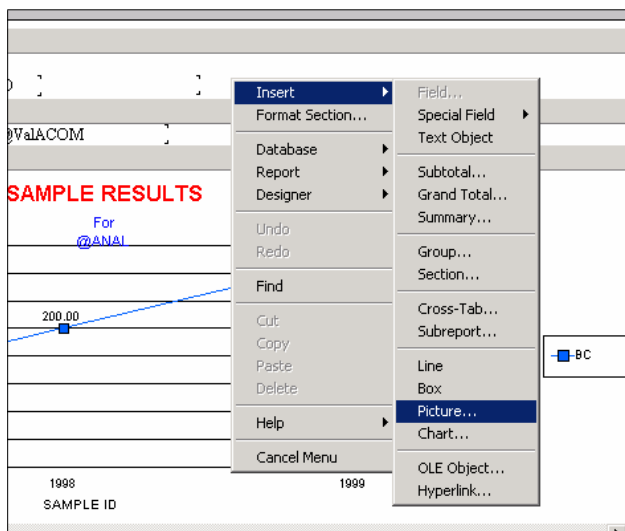 @ValACOM
SAMPLE RESULTS
For
@ANAL
200.00
1998
1999
SAMPLE ID
BC
Insert
Format Section...
Database
Report
Designer
Undo
Redo
Find
Cut
Copy
Paste
Delete
Help
Cancel Menu
Field...
Special Field
Text Object
Subtotal...
Grand Total...
Summary...
Group...
Section...
Cross-Tab...
Subreport...
Line
Box
Picture...
Chart...
OLE Object...
Hyperlink...